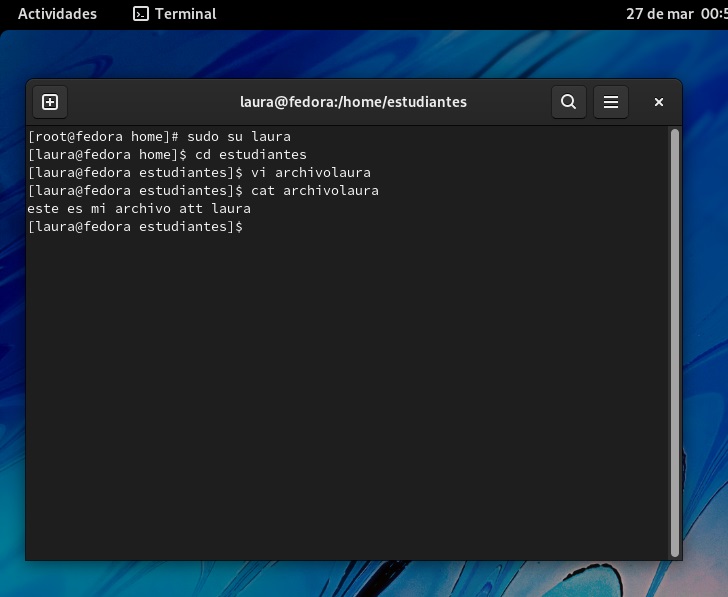 Actividades
Terminal
27 de mar 00:5
laura@fedora:/home/estudiantes
[root@fedora home]# sudo su laura
[laura@fedora home]$ cd estudiantes
[laura@fedora estudiantes]$ vi archivolaura
[laura@fedora estudiantes]$ cat archivolaura
este es mi archivo att laura
[laura@fedora estudiantes]$